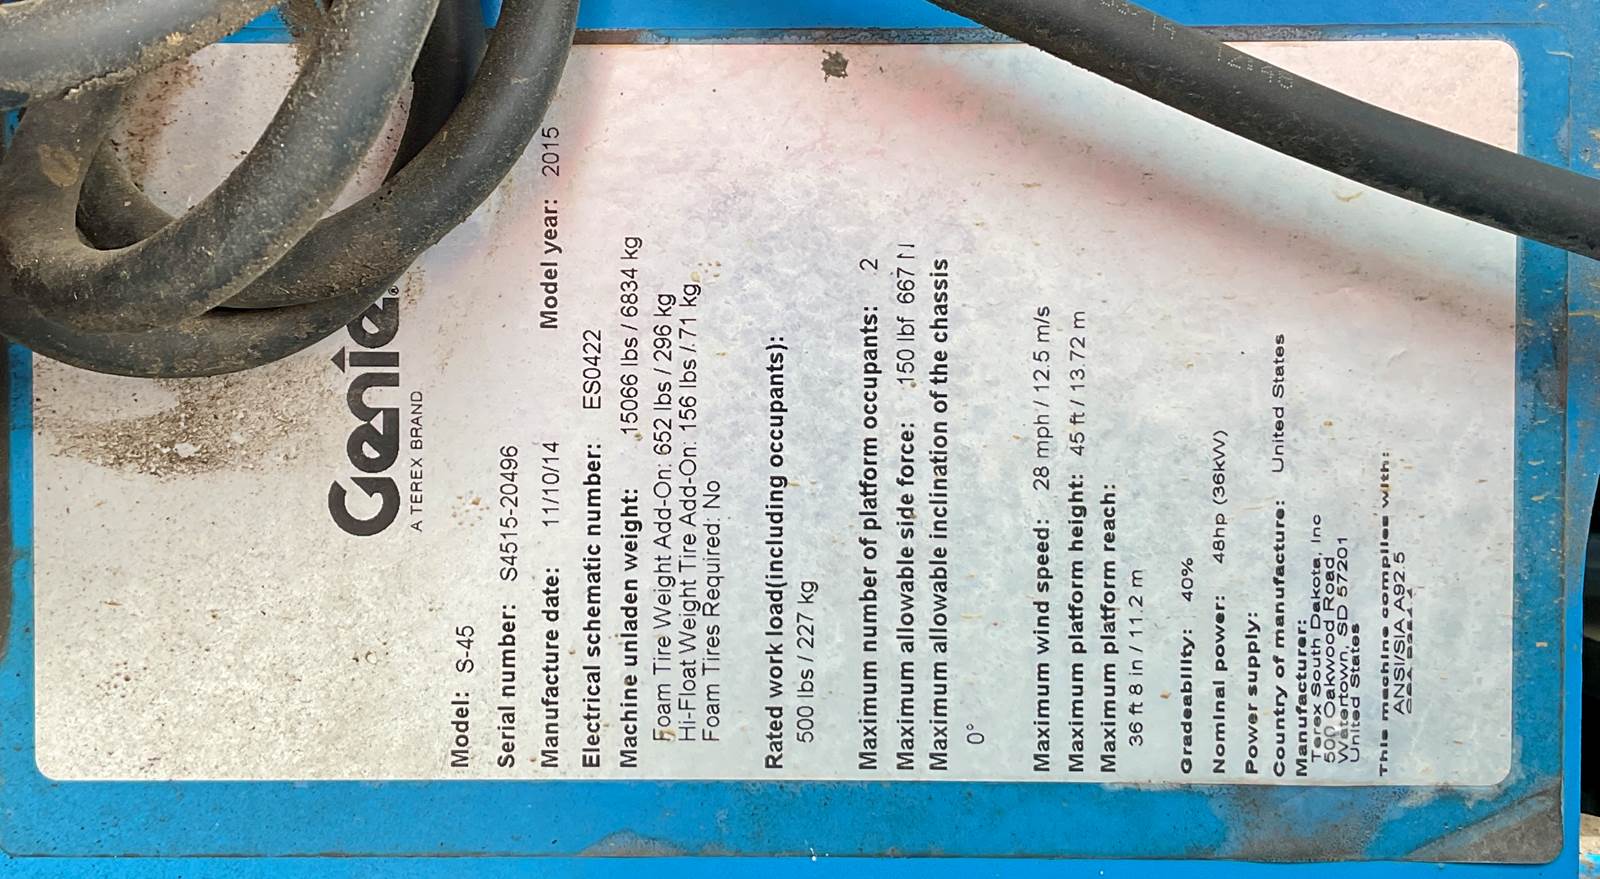 Genie®
A TEREX BRAND
Model: S-45
Serial number: S4515-20496
Manufacture date: 11/10/14 Model year: 2015
Electrical schematic number: ES0422
Machine unladen weight: 15066 lbs / 6834 kg
Foam Tire Weight Add-On: 652 lbs / 296 kg
Hi-Float Weight Tire Add-On: 156 lbs / 71 kg
Foam Tires Required: No
Rated work load(including occupants):
500 lbs / 227 kg
Maximum number of platform occupants: 2
Maximum allowable side force: 150 lbf 667 N
Maximum allowable inclination of the chassis
0°
Maximum wind speed: 28 mph / 12.5 m/s
Maximum platform height: 45 ft / 13.72 m
Maximum platform reach:
36 ft 8 in / 11.2 m
Gradeability: 40%
Nominal power: 48hp (36kW)
Power supply:
Country of manufacture: United States
Manufacturer:
Terex South Dakota, Inc
500 Oakwood Road
Watertown, SD 57201
United States
This machine complies with:
ANSI/SIA A92.5